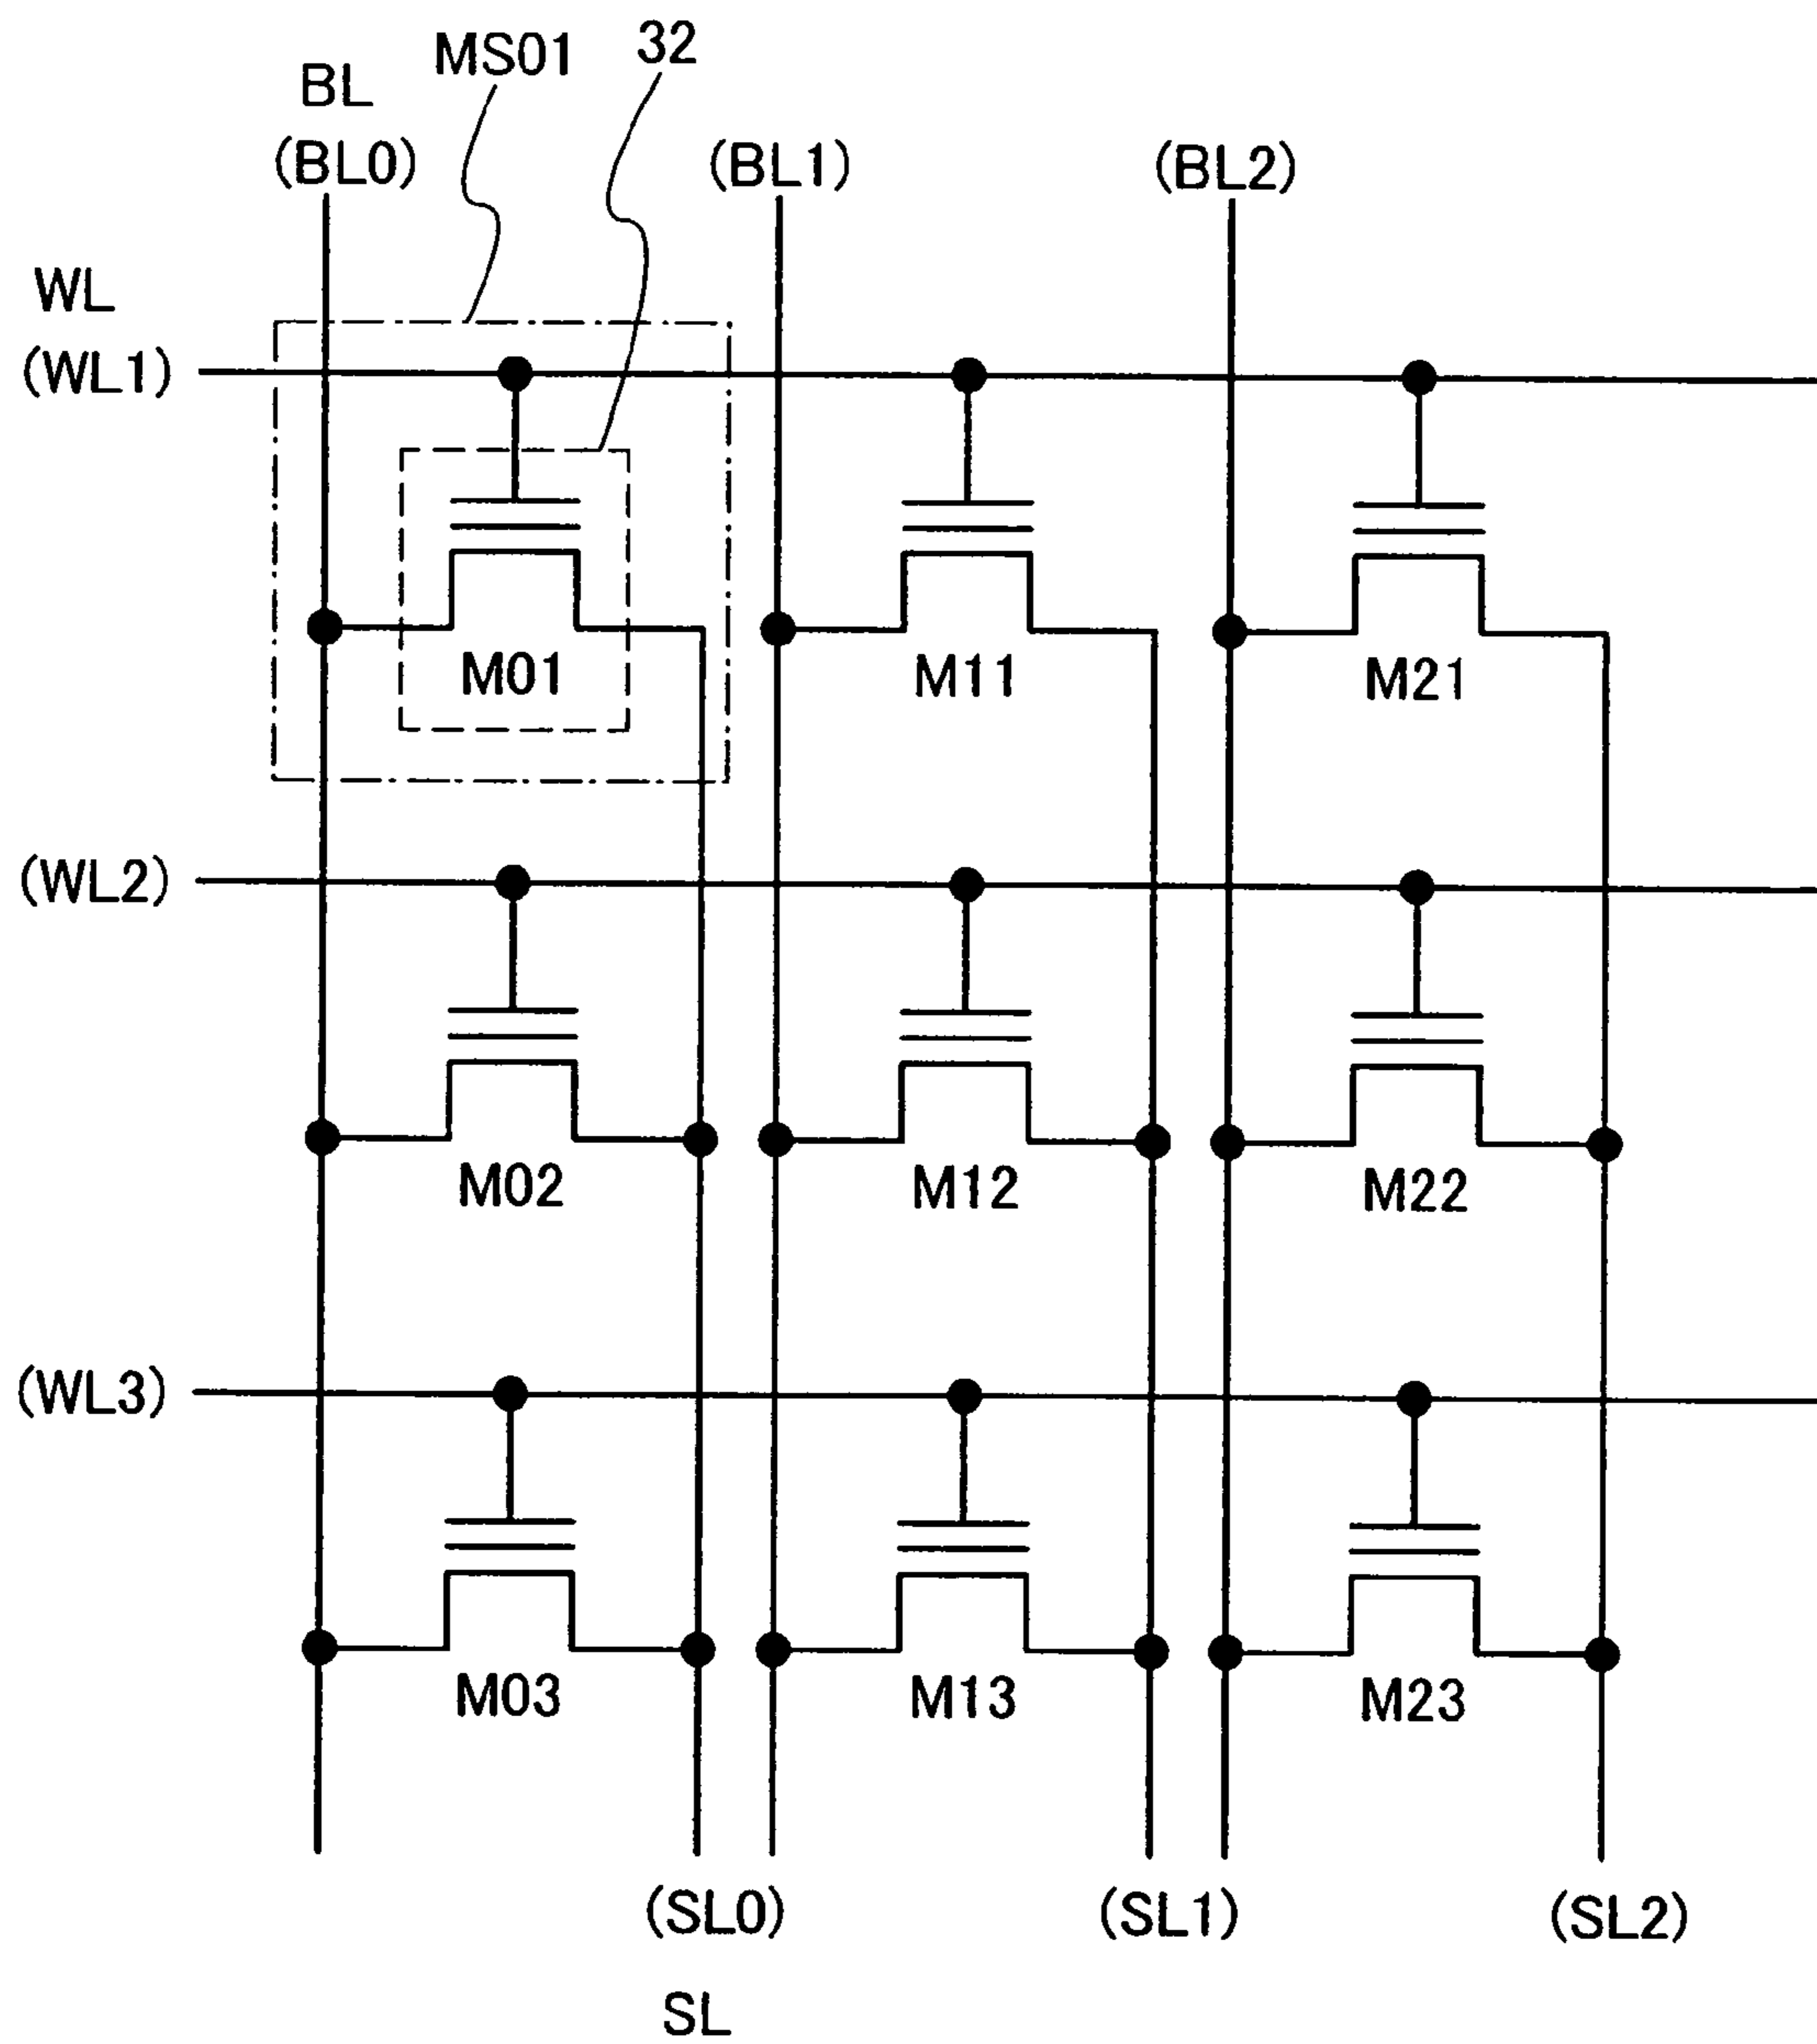 MS01
32
BL
(BL0)
(BL1)
(BL2)
WL
(WL1)
M01
M11
M21
(WL2)
M02
M12
M22
(WL3)
M03
M13
M23
(SL0)
(SL1)
(SL2)
SL